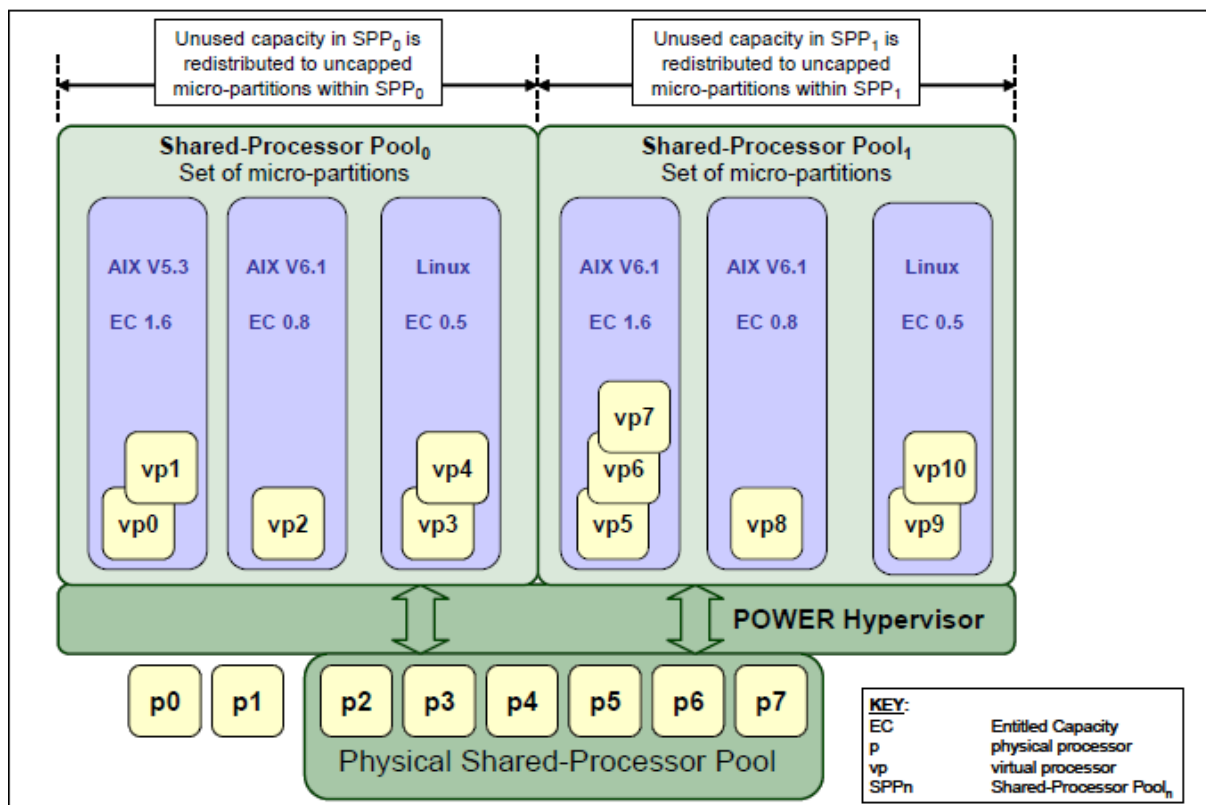 Unused capacity in SPP0 is
redistributed to uncapped
micro-partitions within SPP0
Unused capacity in SPP1 is
redistributed to uncapped
micro-partitions within SPP1
Shared-Processor Pool0
Set of micro-partitions
Shared-Processor Pool1
Set of micro-partitions
AIX V5.3
EC 1.6
AIX V6.1
EC 0.8
Linux
EC 0.5
AIX V6.1
EC 1.6
AIX V6.1
EC 0.8
Linux
EC 0.5
vp1
vp0
vp2
vp4
vp3
vp7
vp6
vp5
vp8
vp10
vp9
POWER Hypervisor
p0
p1
p2
p3
p4
p5
p6
p7
Physical Shared-Processor Pool
KEY:
EC Entitled Capacity
p physical processor
vp virtual processor
SPPn Shared-Processor Pooln